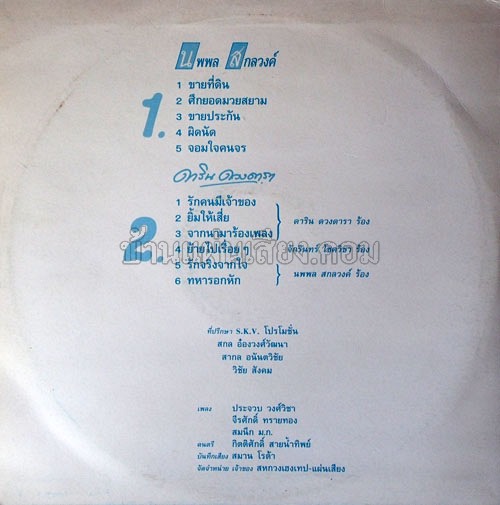 นพพล สกลวงค์
1.
1 ขายที่ดิน
2 ศึกยอดมวยสยาม
3 ขายประกัน
4 ผิดนัด
5 จอมใจคนจร
ดาริน ดวงดารา
2.
1 รักคนมีเจ้าของ
2 ยิ้มให้เสี่ย
3 จากนามาร้องเพลง
ดาริน ดวงดารา ร้อง
4 ย้ายไปเรื่อย ๆ
จักรินทร์ โชควิชา ร้อง
5 รักจริงจากใจ
6 ทหารอกหัก
นพพล สกลวงค์ ร้อง
บ้านแผ่นเสียง.คอม
ที่ปรึกษา S.K.V. โปรโมชั่น
สกล อ๋องวงศ์วัฒนา
สากล อนันตวิชัย
วิชัย สังคม
เพลง ประจวบ วงศ์วิชา
จีรศักดิ์ ทรายทอง
สมนึก ม.ก.
ดนตรี กิตติศักดิ์ สายน้ำทิพย์
บันทึกเสียง สมาน โรต้า
จัดจำหน่าย เจ้าของ สหกวงเฮงเทป-แผ่นเสียง